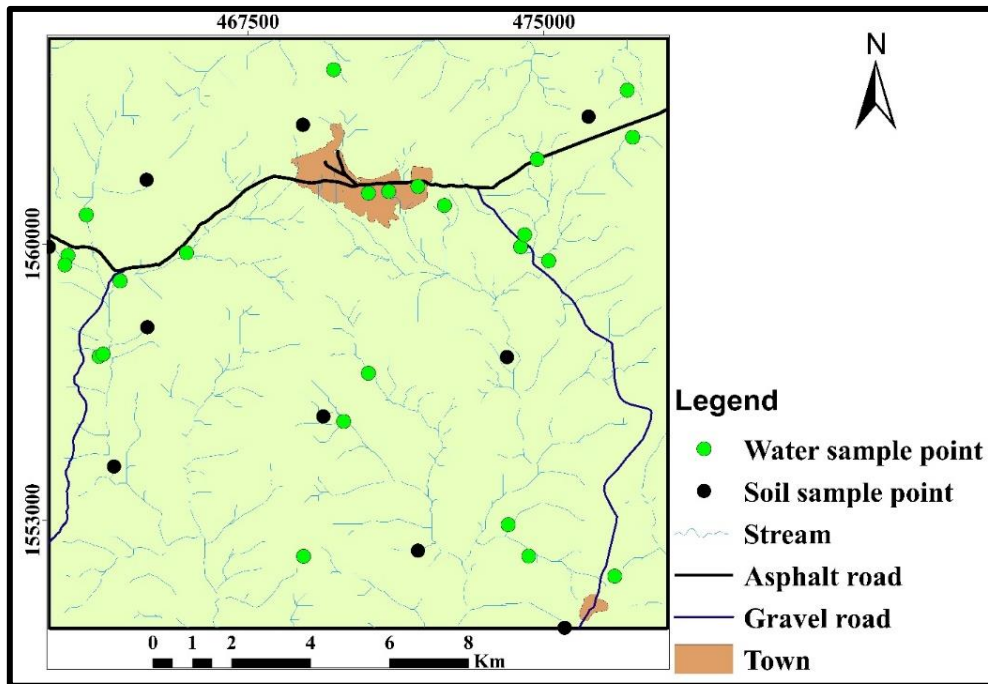 467500 475000
N
1560000
1553000
Legend
Water sample point
Soil sample point
Stream
Asphalt road
Gravel road
Town
0 1 2 4 6 8
Km